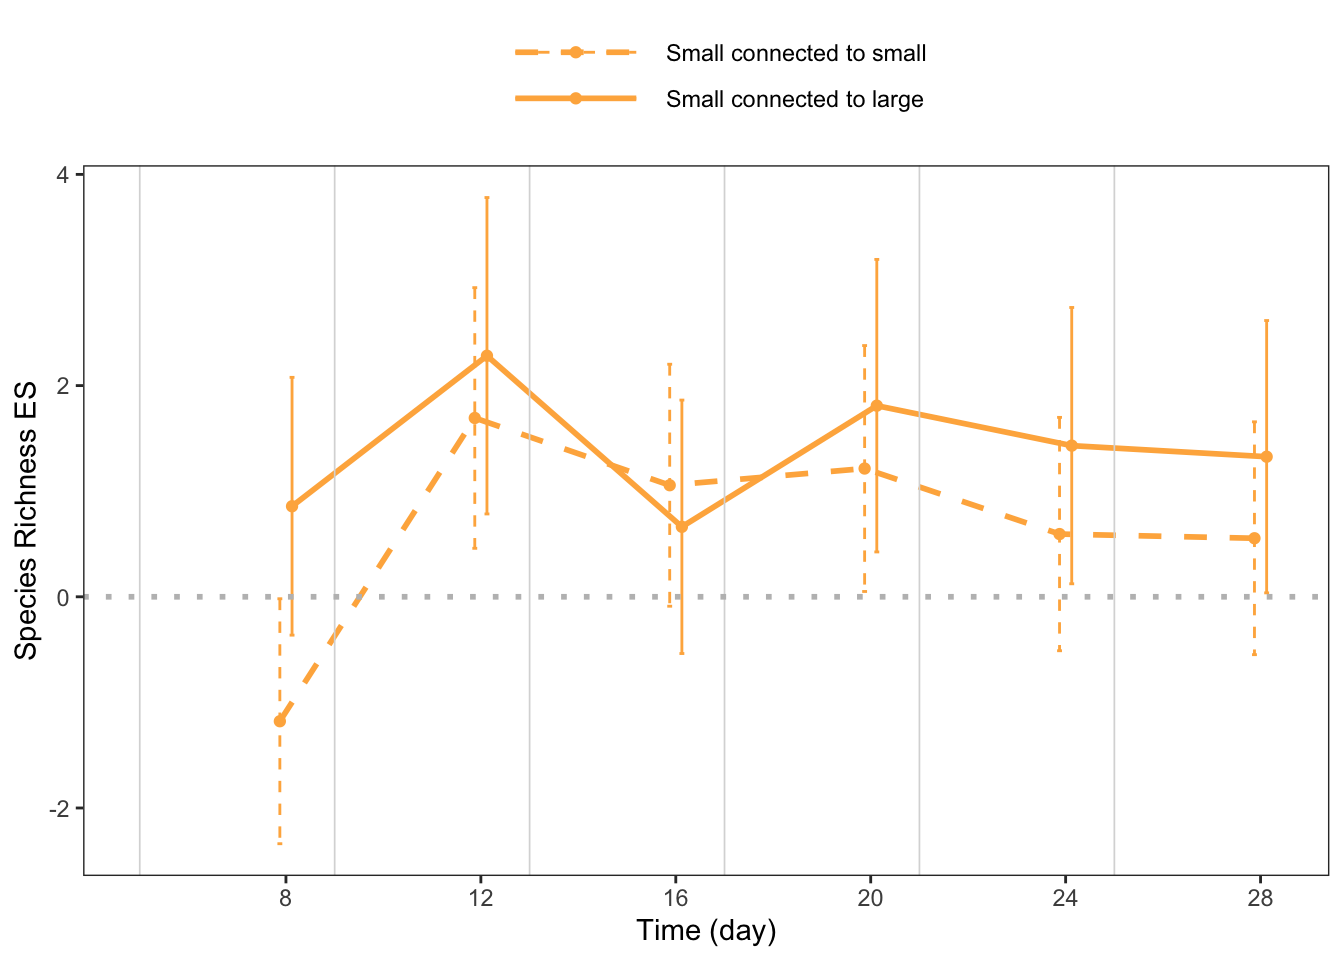 Small connected to small
Small connected to large
Species Richness ES
4
2
0
-2
8 12 16 20 24 28
Time (day)